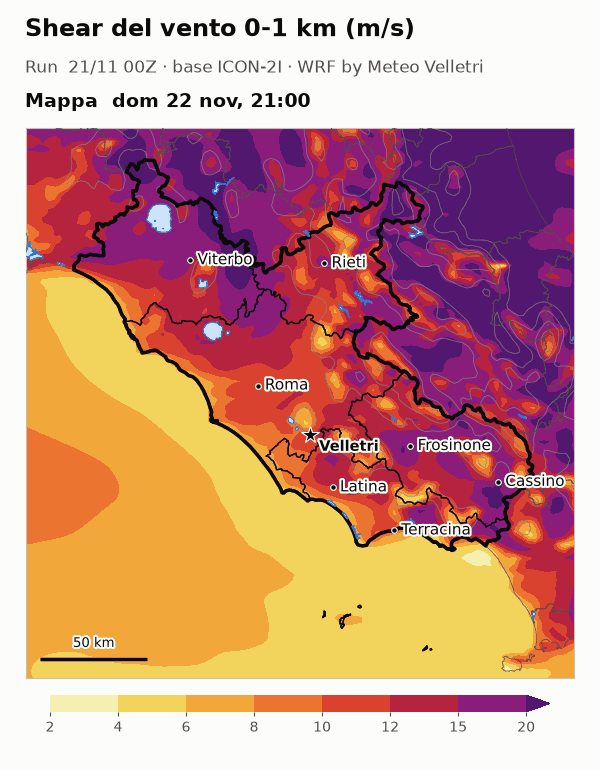 Shear del vento 0-1 km (m/s)
Run  21/11 00Z · base ICON-2I · WRF by Meteo Velletri
Mappa  dom 22 nov, 21:00
Viterbo
Rieti
Roma
Velletri
Frosinone
Latina
Cassino
Terracina
50 km
2 4 6 8 10 12 15 20